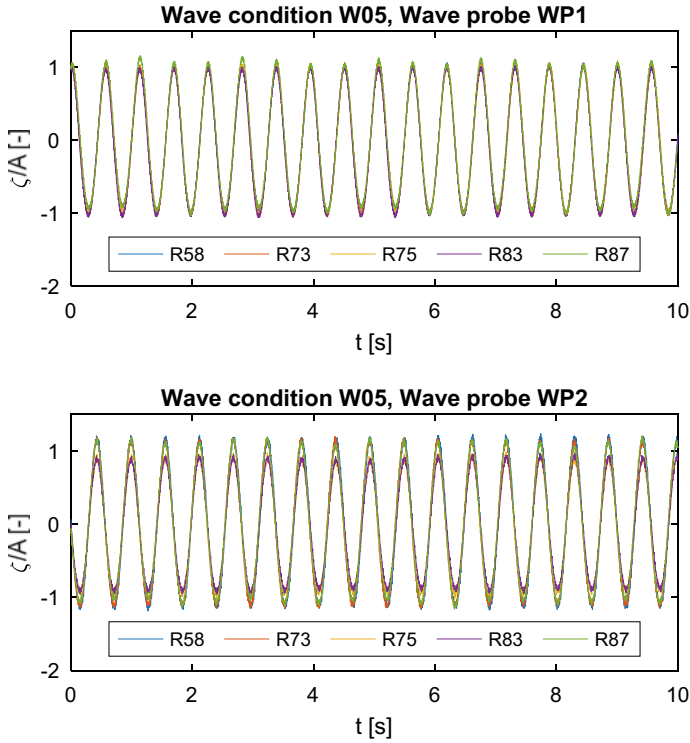 Wave condition W05, Wave probe WP1
1
0
-1
-2
ζ/A [-]
R58 R73 R75 R83 R87
0 2 4 6 8 10
t [s]
Wave condition W05, Wave probe WP2
1
0
-1
-2
ζ/A [-]
R58 R73 R75 R83 R87
0 2 4 6 8 10
t [s]